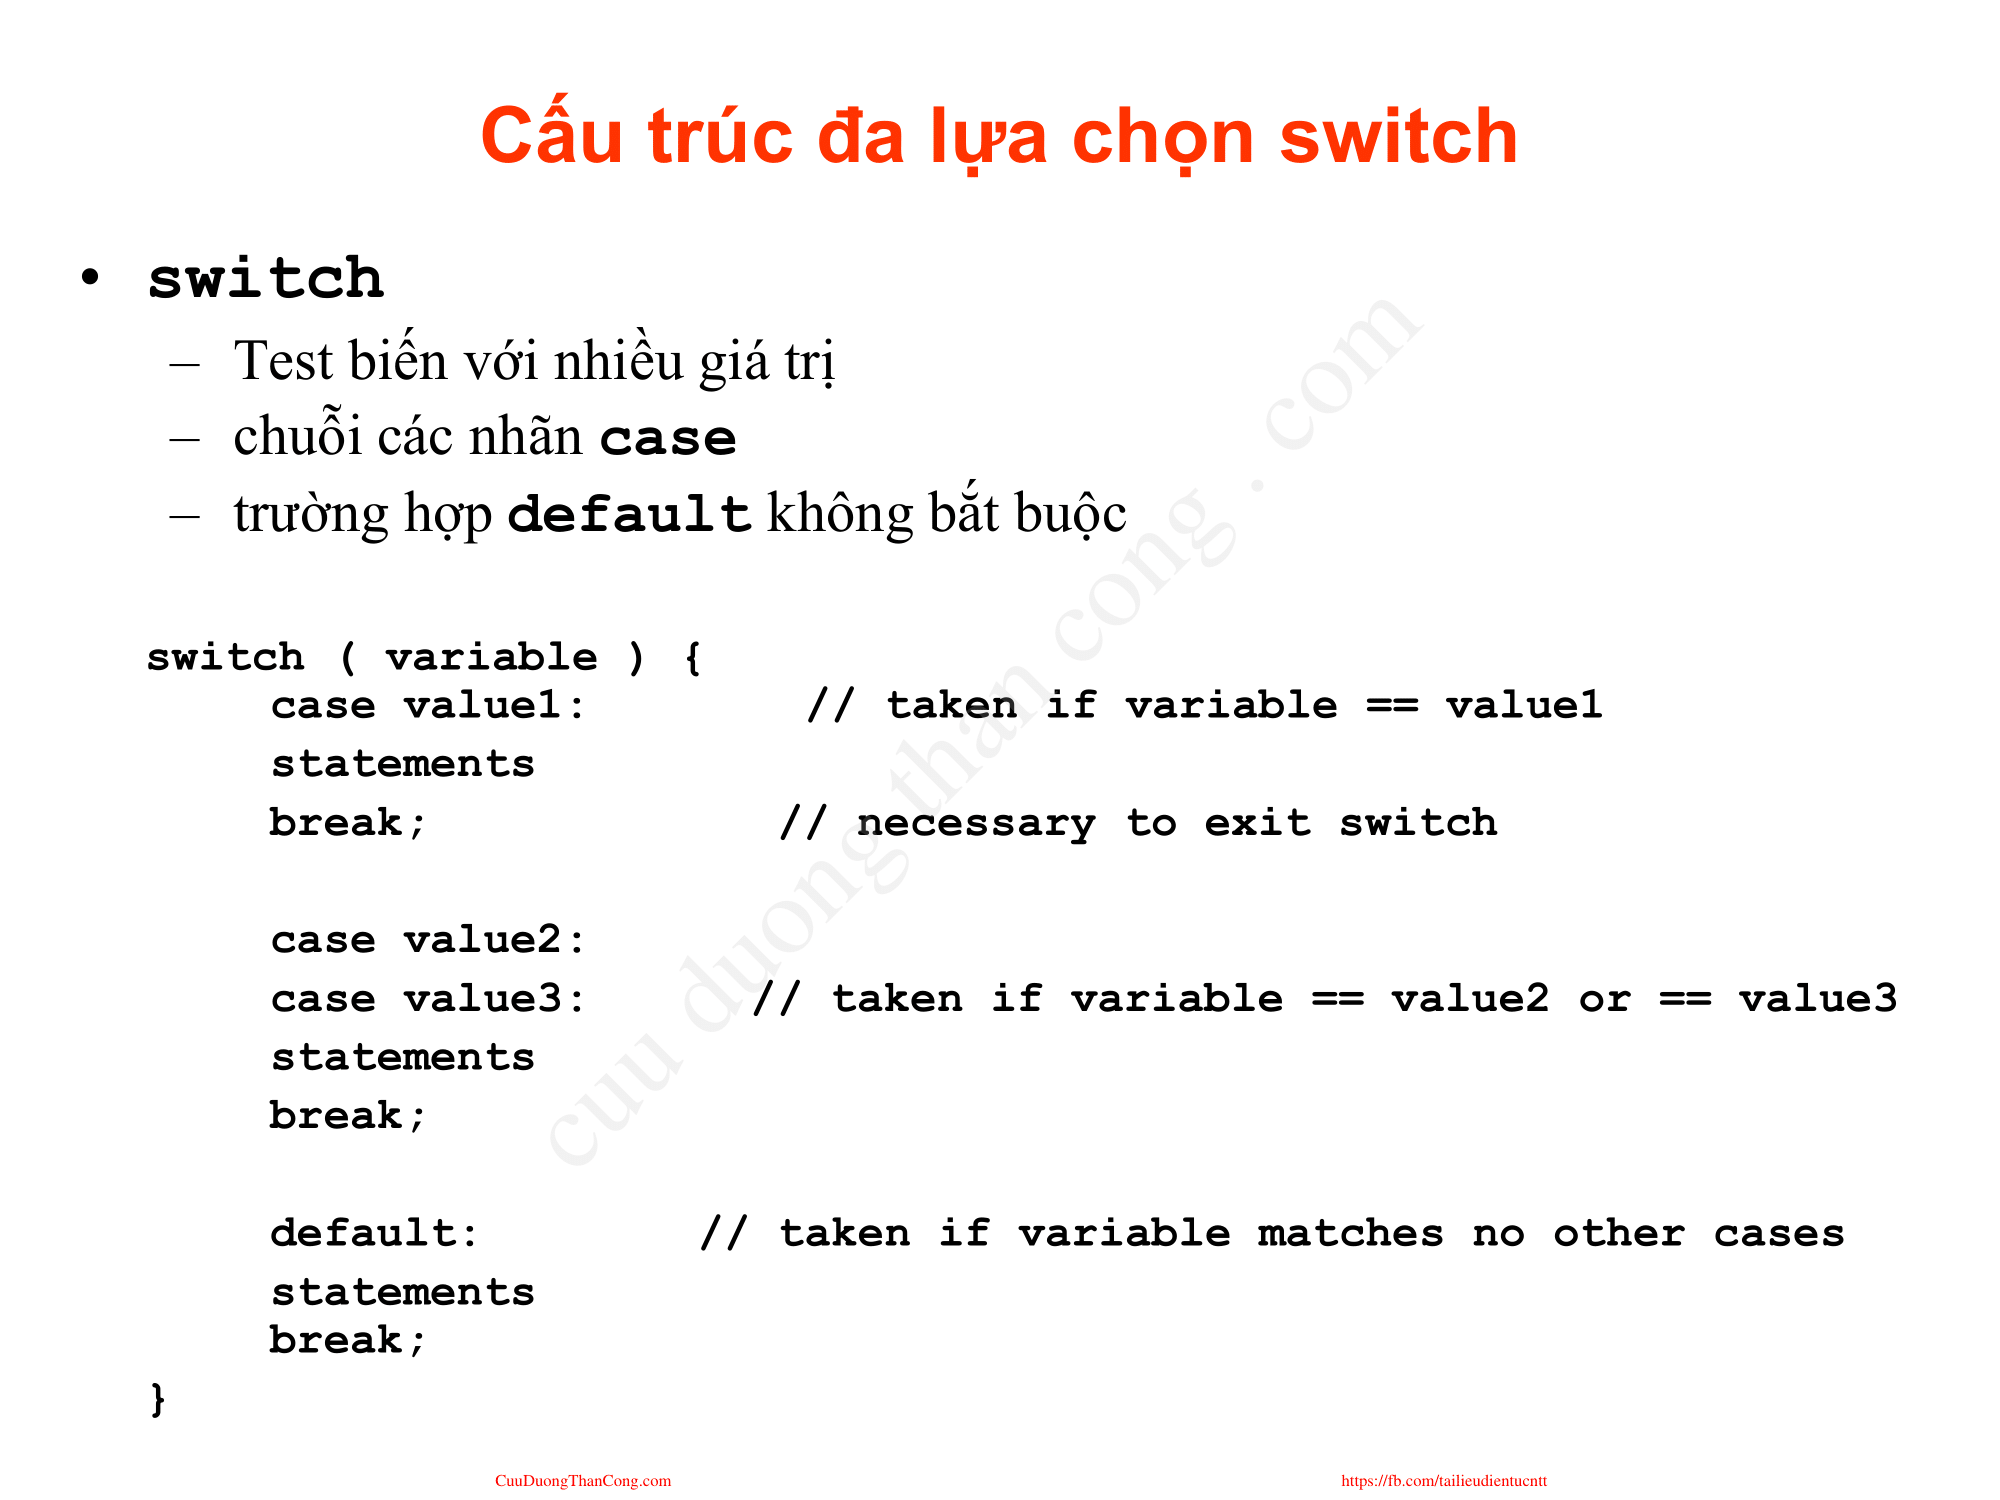 Cấu trúc đa lựa chọn switch
• switch
– Test biến với nhiều giá trị
– chuỗi các nhãn case
– trường hợp default không bắt buộc
switch ( variable ) {
case value1: // taken if variable == value1
statements
break; // necessary to exit switch
case value2:
case value3: // taken if variable == value2 or == value3
statements
break;
default: // taken if variable matches no other cases
statements
break;
}
cuu duong than cong . com
CuuDuongThanCong.com https://fb.com/tailieudientucntt